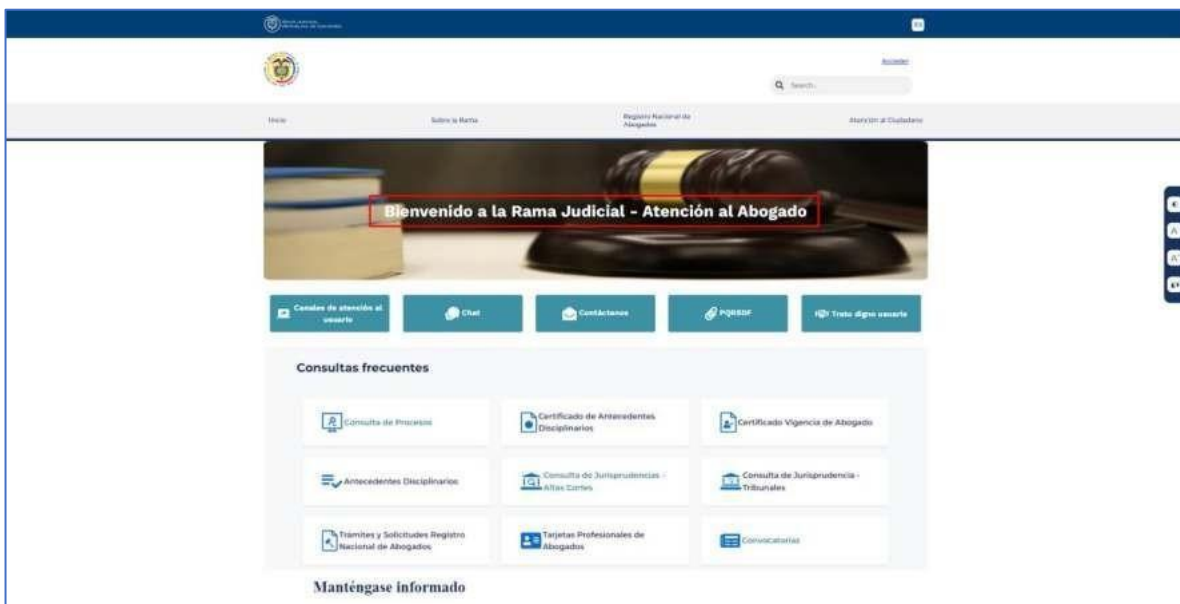 Acceder
Search...
Inicio
Sobre la Rama
Registro Nacional de
Abogados
Atención al Ciudadano
Bienvenido a la Rama Judicial - Atención al Abogado
Canales de atención al
usuario
Chat
Contáctanos
PQRSDF
Trato digno usuario
Consultas frecuentes
Consulta de Procesos
Certificado de Antecedentes
Disciplinarios
Certificado Vigencia de Abogado
Antecedentes Disciplinarios
Consulta de Jurisprudencias -
Altas Cortes
Consulta de Jurisprudencia -
Tribunales
Trámites y Solicitudes Registro
Nacional de Abogados
Tarjetas Profesionales de
Abogados
Convocatorias
Manténgase informado